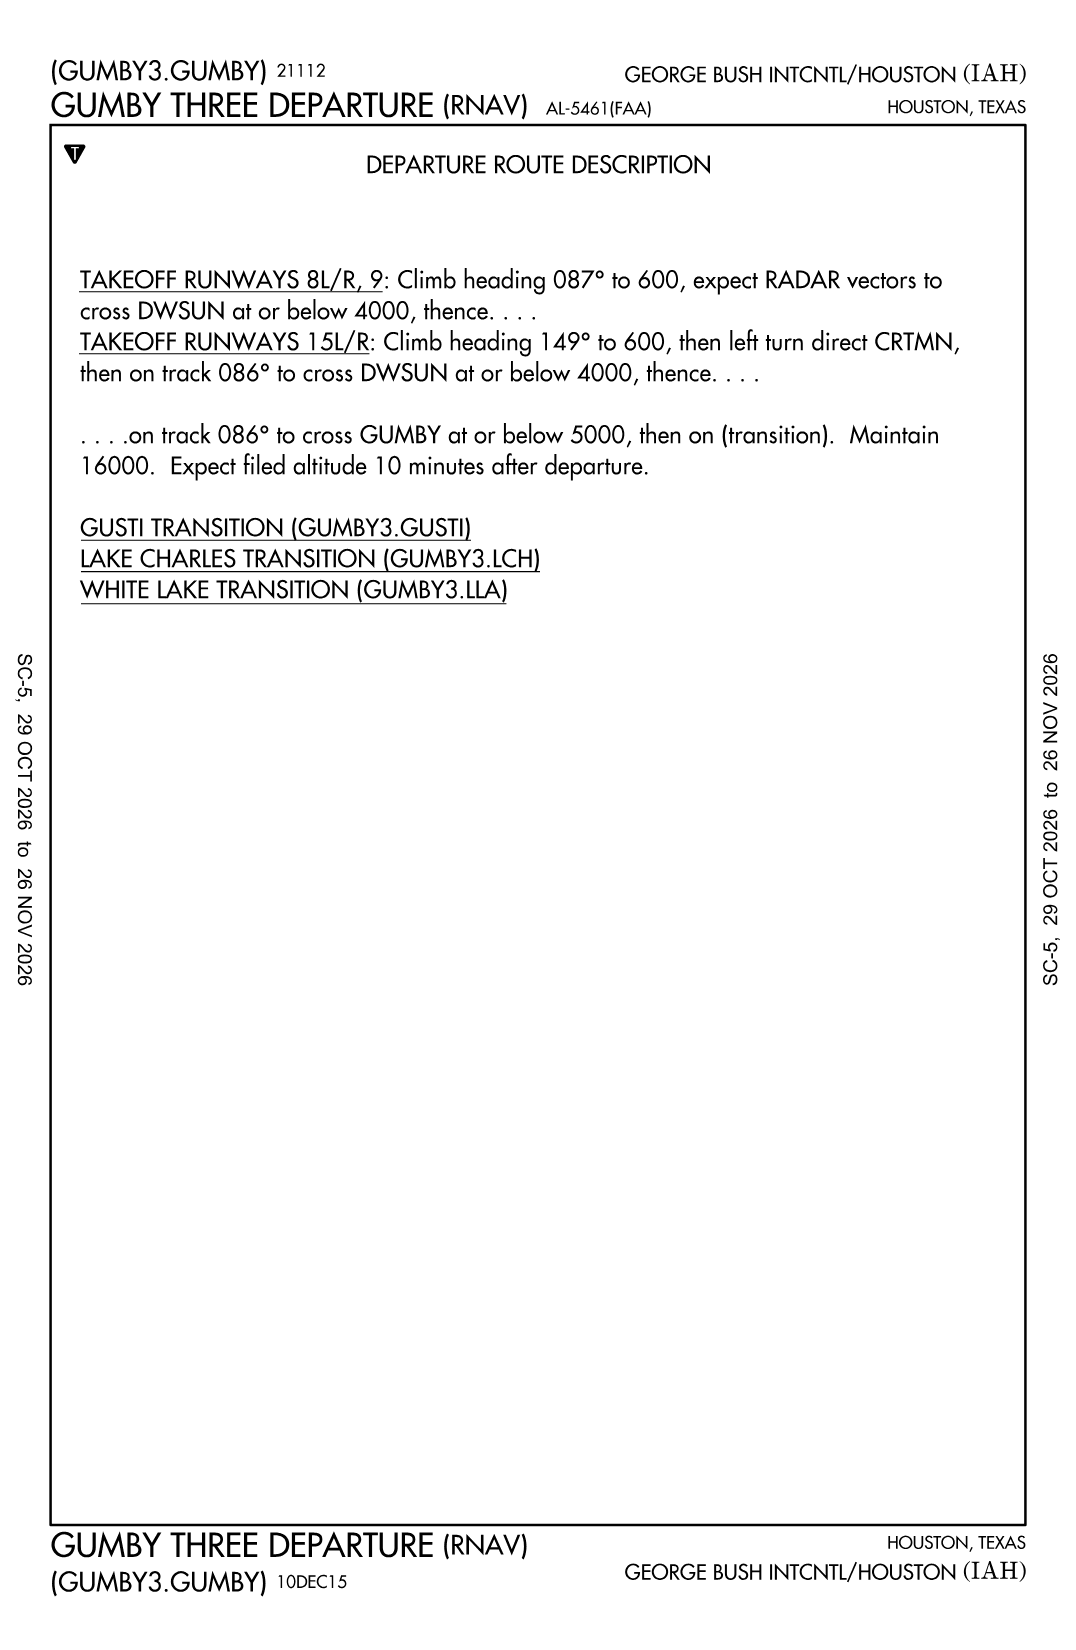 (GUMBY3.GUMBY) 21112
GEORGE BUSH INTCNTL/HOUSTON (IAH)
GUMBY THREE DEPARTURE (RNAV) AL-5461(FAA)
HOUSTON, TEXAS
T
DEPARTURE ROUTE DESCRIPTION
TAKEOFF RUNWAYS 8L/R, 9: Climb heading 087° to 600, expect RADAR vectors to
cross DWSUN at or below 4000, thence. . . .
TAKEOFF RUNWAYS 15L/R: Climb heading 149° to 600, then left turn direct CRTMN,
then on track 086° to cross DWSUN at or below 4000, thence. . . .
. . . .on track 086° to cross GUMBY at or below 5000, then on (transition).  Maintain
16000.  Expect filed altitude 10 minutes after departure.
GUSTI TRANSITION (GUMBY3.GUSTI)
LAKE CHARLES TRANSITION (GUMBY3.LCH)
WHITE LAKE TRANSITION (GUMBY3.LLA)
SC-5, 29 OCT 2026 to 26 NOV 2026
SC-5, 29 OCT 2026 to 26 NOV 2026
GUMBY THREE DEPARTURE (RNAV)
HOUSTON, TEXAS
(GUMBY3.GUMBY) 10DEC15
GEORGE BUSH INTCNTL/HOUSTON (IAH)